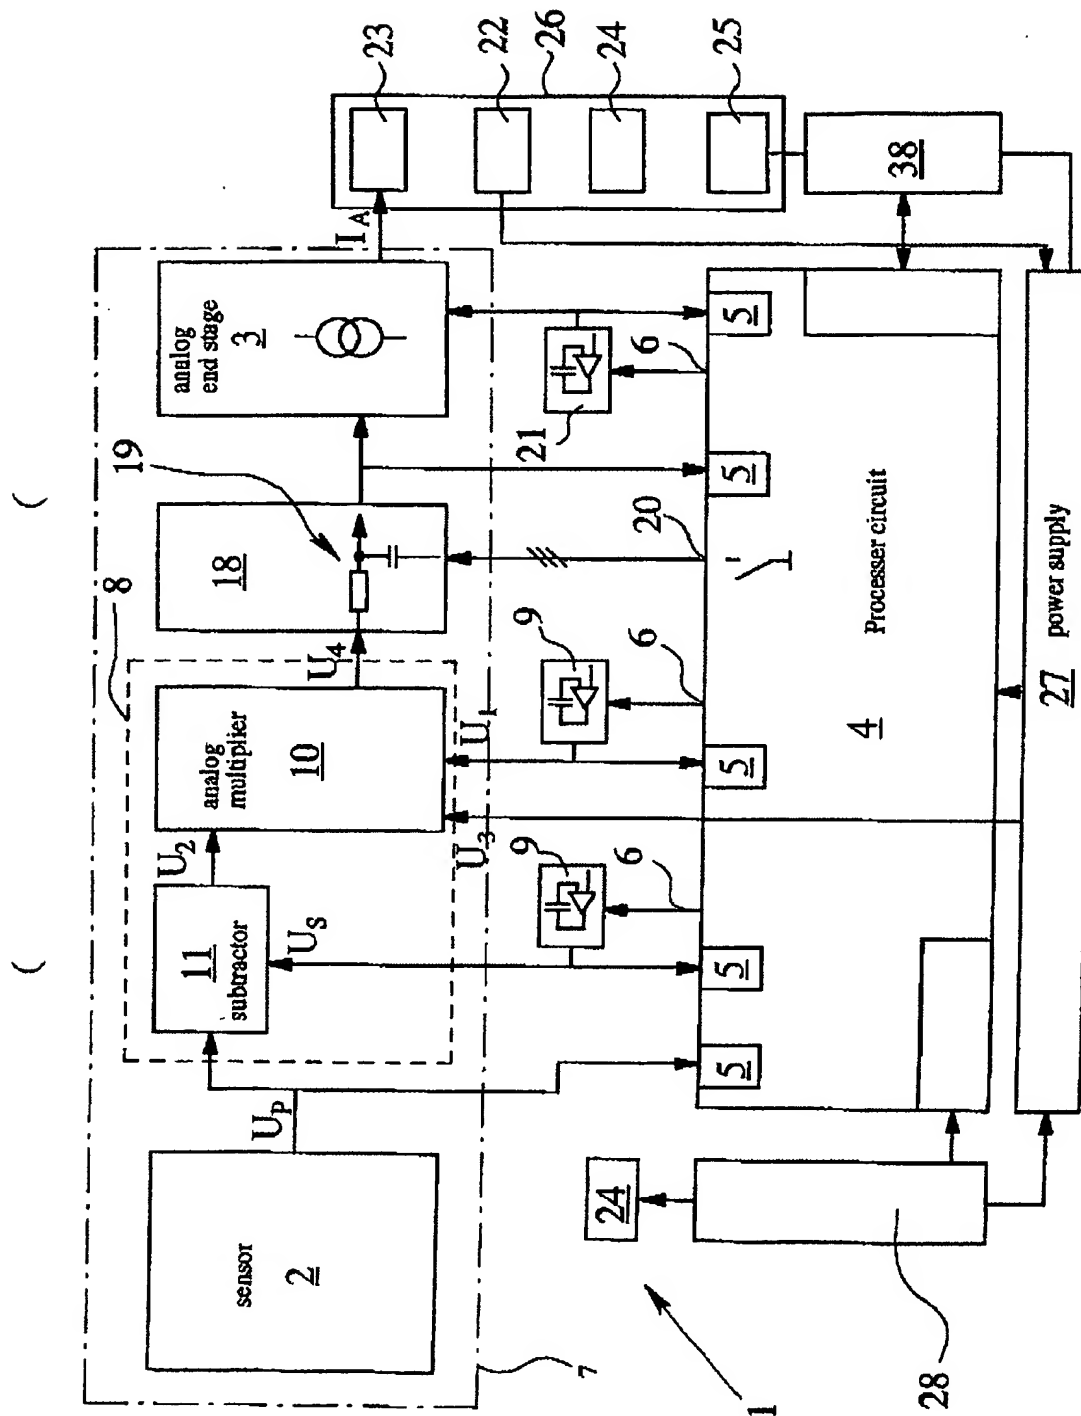 23
22
26
24
25
I_A
38
analog
end stage
3
19
18
8
U_4
analog
multiplier
10
U_1
U_2
U_3
11
subtractor
U_S
U_P
sensor
2
7
21
6
9
6
9
6
20
5
5
5
5
5
4
Processer circuit
27
power supply
24
28
1